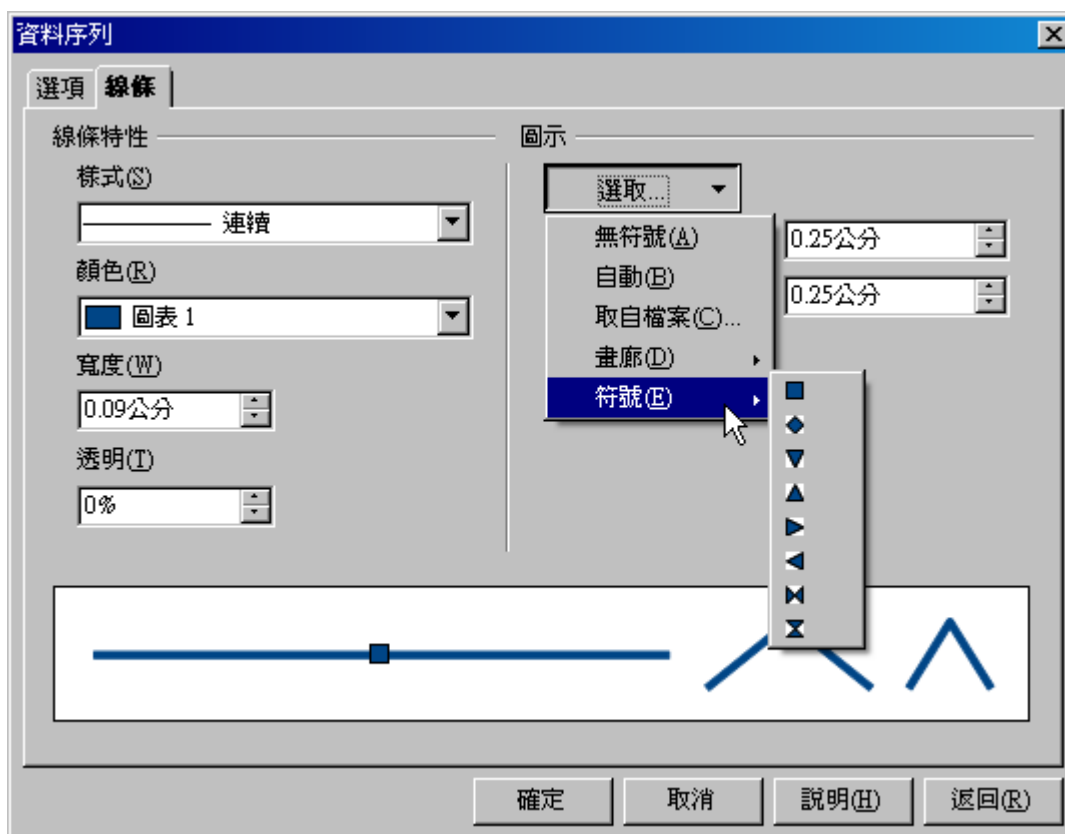 資料序列
選項 線條
線條特性
樣式(S)
連續
顏色(R)
圖表 1
寬度(W)
0.09公分
透明(T)
0%
圖示
選取...
無符號(A)
自動(B)
取自檔案(C)...
畫廊(D)
符號(E)
0.25公分
0.25公分
確定 取消 說明(H) 返回(R)